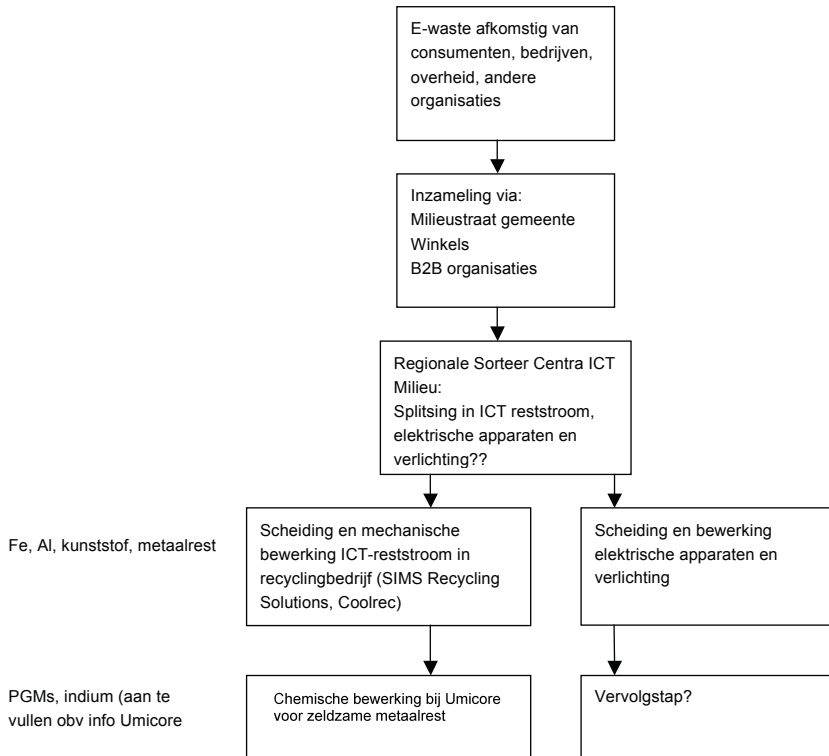 E-waste afkomstig van
consumenten, bedrijven,
overheid, andere
organisaties
Inzameling via:
Milieustraat gemeente
Winkels
B2B organisaties
Regionale Sorteer Centra ICT
Milieu:
Splitsing in ICT reststroom,
elektrische apparaten en
verlichting??
Fe, Al, kunststof, metaalrest
Scheiding en mechanische
bewerking ICT-reststroom in
recyclingbedrijf (SIMS Recycling
Solutions, Coolrec)
Scheiding en bewerking
elektrische apparaten en
verlichting
PGMs, indium (aan te
vullen obv info Umicore
Chemische bewerking bij Umicore
voor zeldzame metaalrest
Vervolgstap?